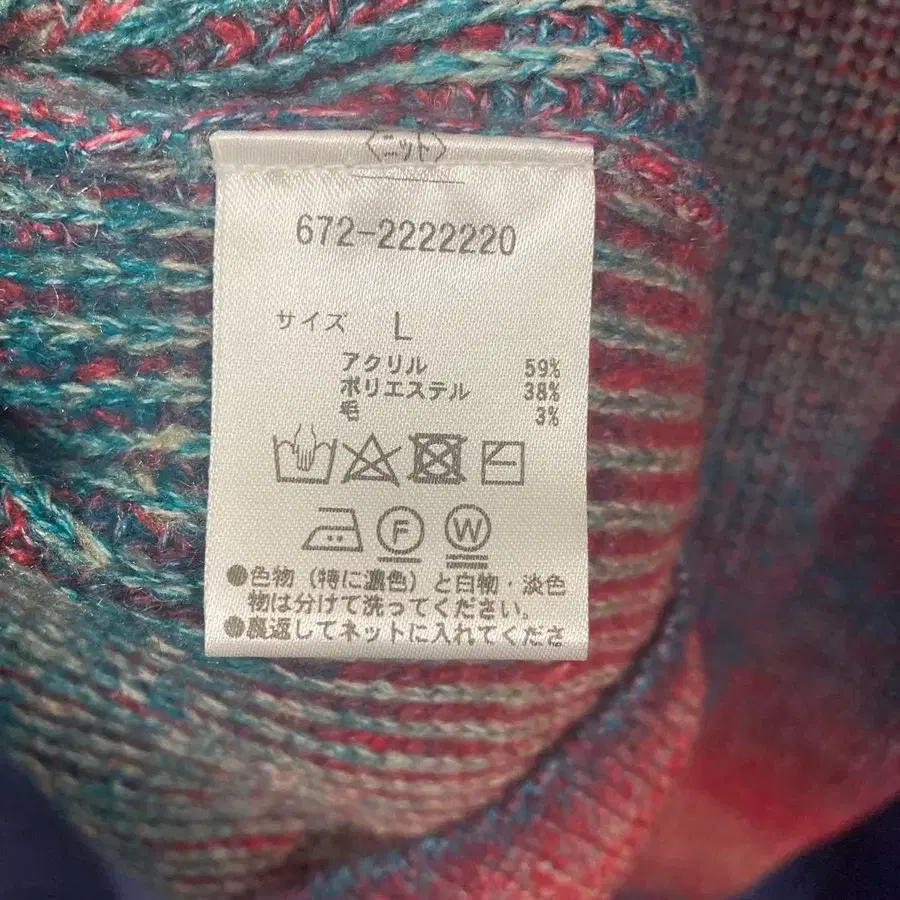 〈ニット〉
672-2222220
サイズ L
アクリル 59%
ポリエステル 38%
毛 3%
F W
●色物（特に濃色）と白物・淡色
物は分けて洗ってください。
●裏返してネットに入れてくださ